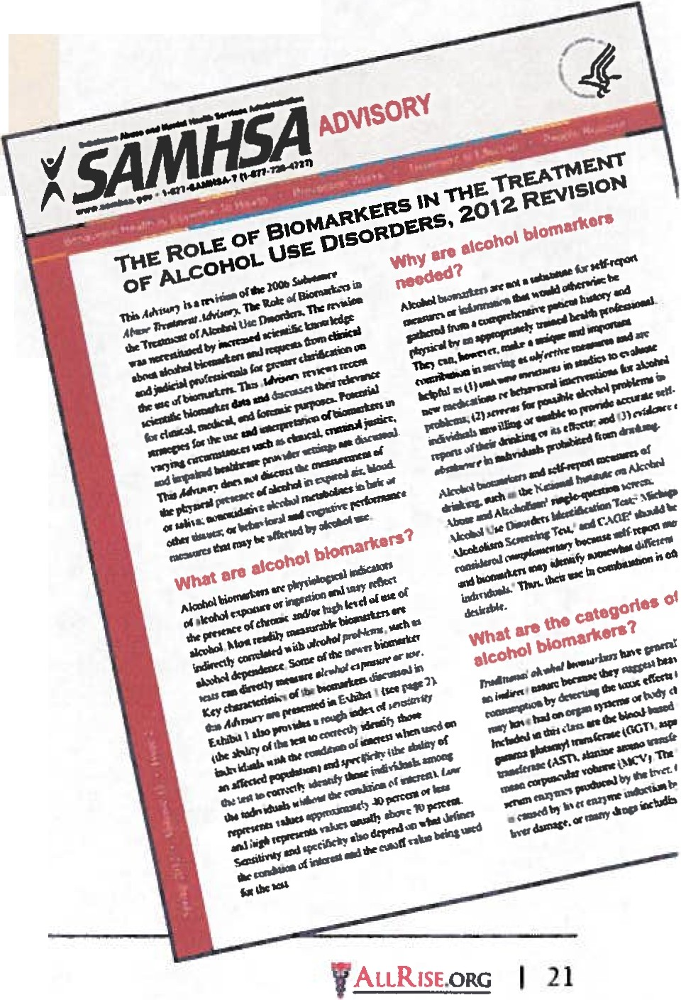 Substance Abuse and Mental Health Services Administration
SAMHSA
ADVISORY
www.samhsa.gov • 1-877-SAMHSA-7 (1-877-726-4727)
Behavioral Health is Essential To Health • Prevention Works • Treatment is Effective • People Recover
THE ROLE OF BIOMARKERS IN THE TREATMENT
OF ALCOHOL USE DISORDERS, 2012 REVISION
This Advisory is a revision of the 2006 Substance
Abuse Treatment Advisory, The Role of Biomarkers in
the Treatment of Alcohol Use Disorders. The revision
was necessitated by increased scientific knowledge
about alcohol biomarkers and requests from clinical
and judicial professionals for greater clarification on
the use of biomarkers. This Advisory reviews recent
scientific biomarker data and discusses their relevance
for clinical, medical, and forensic purposes. Potential
strategies for the use and interpretation of biomarkers in
varying circumstances such as clinical, criminal justice,
and impaired healthcare provider settings are discussed.
This Advisory does not discuss the measurement of
the physical presence of alcohol in expired air, blood,
or saliva; nonoxidative alcohol metabolites in hair or
other tissues; or behavioral and cognitive performance
measures that may be affected by alcohol use.
What are alcohol biomarkers?
Alcohol biomarkers are physiological indicators
of alcohol exposure or ingestion and may reflect
the presence of chronic and/or high level of use of
alcohol. Most readily measurable biomarkers are
indirectly correlated with alcohol problems, such as
alcohol dependence. Some of the newer biomarker
tests can directly measure alcohol exposure or use.
Key characteristics of the biomarkers discussed in
this Advisory are presented in Exhibit 1 (see page 2).
Exhibit 1 also provides a rough index of sensitivity
(the ability of the test to correctly identify those
individuals with the condition of interest when used on
an affected population) and specificity (the ability of
the test to correctly identify those individuals among
the individuals without the condition of interest). Low
represents values approximately 40 percent or less
and high represents values usually above 70 percent.
Sensitivity and specificity also depend on what defines
the condition of interest and the cutoff value being used
for the test.
Why are alcohol biomarkers
needed?
Alcohol biomarkers are not a substitute for self-report
measures or information that would otherwise be
gathered from a comprehensive patient history and
physical by an appropriately trained health professional.
They can, however, make a unique and important
contribution in serving as objective measures and are
helpful as (1) outcome measures in studies to evaluate
new medications or behavioral interventions for alcohol
problems; (2) screens for possible alcohol problems in
individuals unwilling or unable to provide accurate self-
reports of their drinking or its effects; and (3) evidence
abstinence in individuals prohibited from drinking.
Alcohol biomarkers and self-report measures of
drinking, such as the National Institute on Alcohol
Abuse and Alcoholism single-question screen,
Alcohol Use Disorders Identification Test, Michigan
Alcoholism Screening Test, and CAGE should be
considered complementary because self-report
and biomarkers may identify somewhat different
individuals. Thus, their use in combination is
desirable.
What are the categories of
alcohol biomarkers?
Traditional alcohol biomarkers have
an indirect nature because they suggest
consumption by detecting the toxic effects
may have had on organ systems or body
Included in this class are the blood-based
gamma glutamyl transferase (GGT),
transferase (AST), alanine amino
mean corpuscular volume (MCV). The
serum enzymes produced by the liver.
is caused by liver enzyme induction
liver damage, or many drugs
Spring 2012 • Volume 11 • Issue 2
ALLRISE.ORG | 21